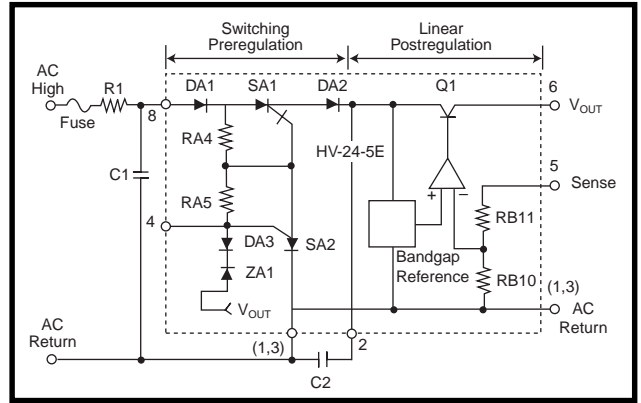 Switching
Preregulation
Linear
Postregulation
AC
High
Fuse
R1
8
DA1
SA1
DA2
Q1
6
VOUT
RA4
HV-24-5E
C1
5
Sense
RA5
+
–
RB11
4
DA3
SA2
Bandgap
Reference
RB10
ZA1
VOUT
(1,3)
AC
Return
AC
Return
(1,3)
2
C2